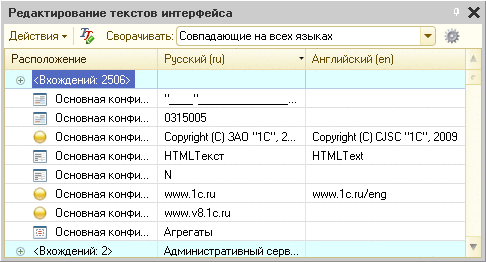 Редактирование текстов интерфейса
Действия Сворачивать: Совпадающие на всех языках
Расположение Русский (ru) Английский (en)
<Вхождений: 2506>
Основная конфи... "____"______________...
Основная конфи... 0315005
Основная конфи... Copyright (C) ЗАО "1С", 2... Copyright (C) CJSC "1C", 2009
Основная конфи... HTMLТекст HTMLText
Основная конфи... N
Основная конфи... www.1c.ru www.1c.ru/eng
Основная конфи... www.v8.1c.ru
Основная конфи... Агрегаты
<Вхождений: 2> Административный серв...